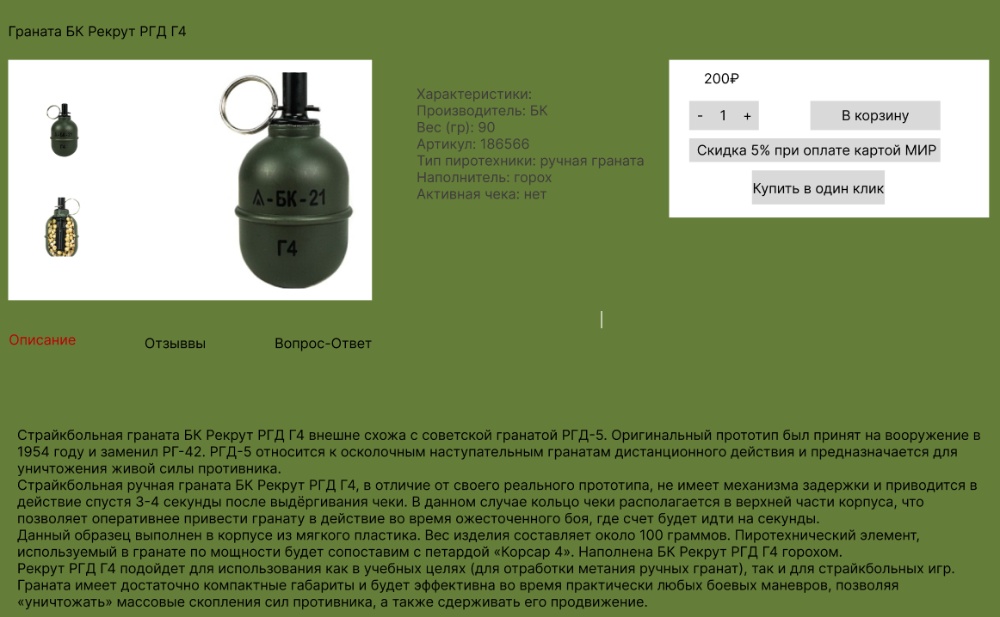 Граната БК Рекрут РГД Г4
Характеристики:
Производитель: БК
Вес (гр): 90
Артикул: 186566
Тип пиротехники: ручная граната
Наполнитель: горох
Активная чека: нет
200₽
- 1 +
В корзину
Скидка 5% при оплате картой МИР
Купить в один клик
-БК-21
Г4
Описание
Отзыввы
Вопрос-Ответ
Страйкбольная граната БК Рекрут РГД Г4 внешне схожа с советской гранатой РГД-5. Оригинальный прототип был принят на вооружение в
1954 году и заменил РГ-42. РГД-5 относится к осколочным наступательным гранатам дистанционного действия и предназначается для
уничтожения живой силы противника.
Страйкбольная ручная граната БК Рекрут РГД Г4, в отличие от своего реального прототипа, не имеет механизма задержки и приводится в
действие спустя 3-4 секунды после выдёргивания чеки. В данном случае кольцо чеки располагается в верхней части корпуса, что
позволяет оперативнее привести гранату в действие во время ожесточенного боя, где счет будет идти на секунды.
Данный образец выполнен в корпусе из мягкого пластика. Вес изделия составляет около 100 граммов. Пиротехнический элемент,
используемый в гранате по мощности будет сопоставим с петардой «Корсар 4». Наполнена БК Рекрут РГД Г4 горохом.
Рекрут РГД Г4 подойдет для использования как в учебных целях (для отработки метания ручных гранат), так и для страйкбольных игр.
Граната имеет достаточно компактные габариты и будет эффективна во время практически любых боевых маневров, позволяя
«уничтожать» массовые скопления сил противника, а также сдерживать его продвижение.